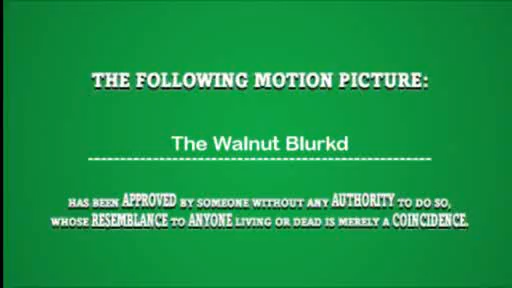 THE FOLLOWING MOTION PICTURE:
The Walnut Blurkd
HAS BEEN APPROVED BY SOMEONE WITHOUT ANY AUTHORITY TO DO SO,
WHOSE RESEMBLANCE TO ANYONE LIVING OR DEAD IS MERELY A COINCIDENCE.